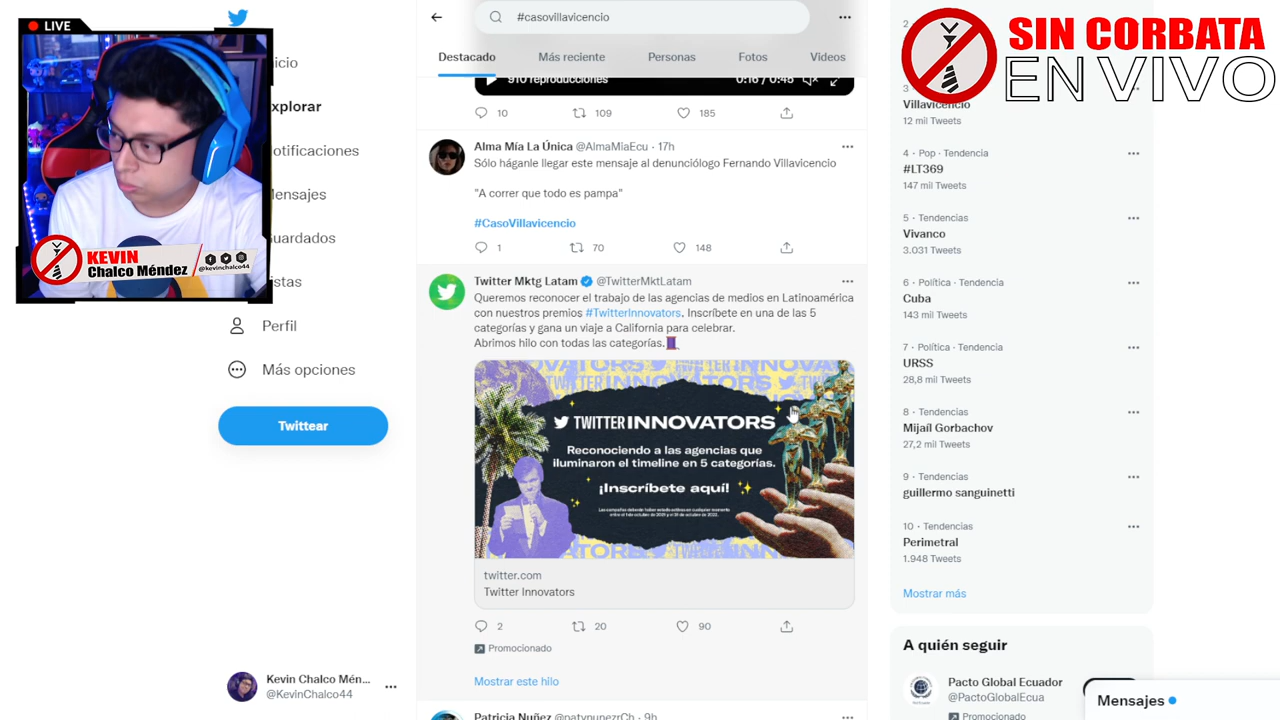 LIVE
KEVIN
Chalco Méndez
@kevinchalco44
icio
xplorar
otificaciones
Mensajes
uardados
istas
Perfil
Más opciones
Twittear
Kevin Chalco Mén...
@KevinChalco44
#casovillavicencio
Destacado
Más reciente
Personas
Fotos
Videos
910 reproducciones
0:16 / 0:45
10
109
185
Alma Mía La Única @AlmaMiaEcu · 17h
Sólo háganle llegar este mensaje al denunciólogo Fernando Villavicencio
"A correr que todo es pampa"
#CasoVillavicencio
1
70
148
Twitter Mktg Latam @TwitterMktLatam
Queremos reconocer el trabajo de las agencias de medios en Latinoamérica
con nuestros premios #TwitterInnovators. Inscríbete en una de las 5
categorías y gana un viaje a California para celebrar.
Abrimos hilo con todas las categorías.
TWITTER INNOVATORS
Reconociendo a las agencias que
iluminaron el timeline en 5 categorías.
¡Inscríbete aquí!
twitter.com
Twitter Innovators
2
20
90
Promocionado
Mostrar este hilo
Patricia Nuñez @patynunezrCh · 9h
SIN CORBATA
EN VIVO
2
3
Villavicencio
12 mil Tweets
4 · Pop · Tendencia
#LT369
147 mil Tweets
5 · Tendencias
Vivanco
3.031 Tweets
6 · Política · Tendencia
Cuba
143 mil Tweets
7 · Política · Tendencia
URSS
28,8 mil Tweets
8 · Tendencias
Mijaíl Gorbachov
27,2 mil Tweets
9 · Tendencias
guillermo sanguinetti
10 · Tendencias
Perimetral
1.948 Tweets
Mostrar más
A quién seguir
Pacto Global Ecuador
@PactoGlobalEcua
Promocionado
Mensajes